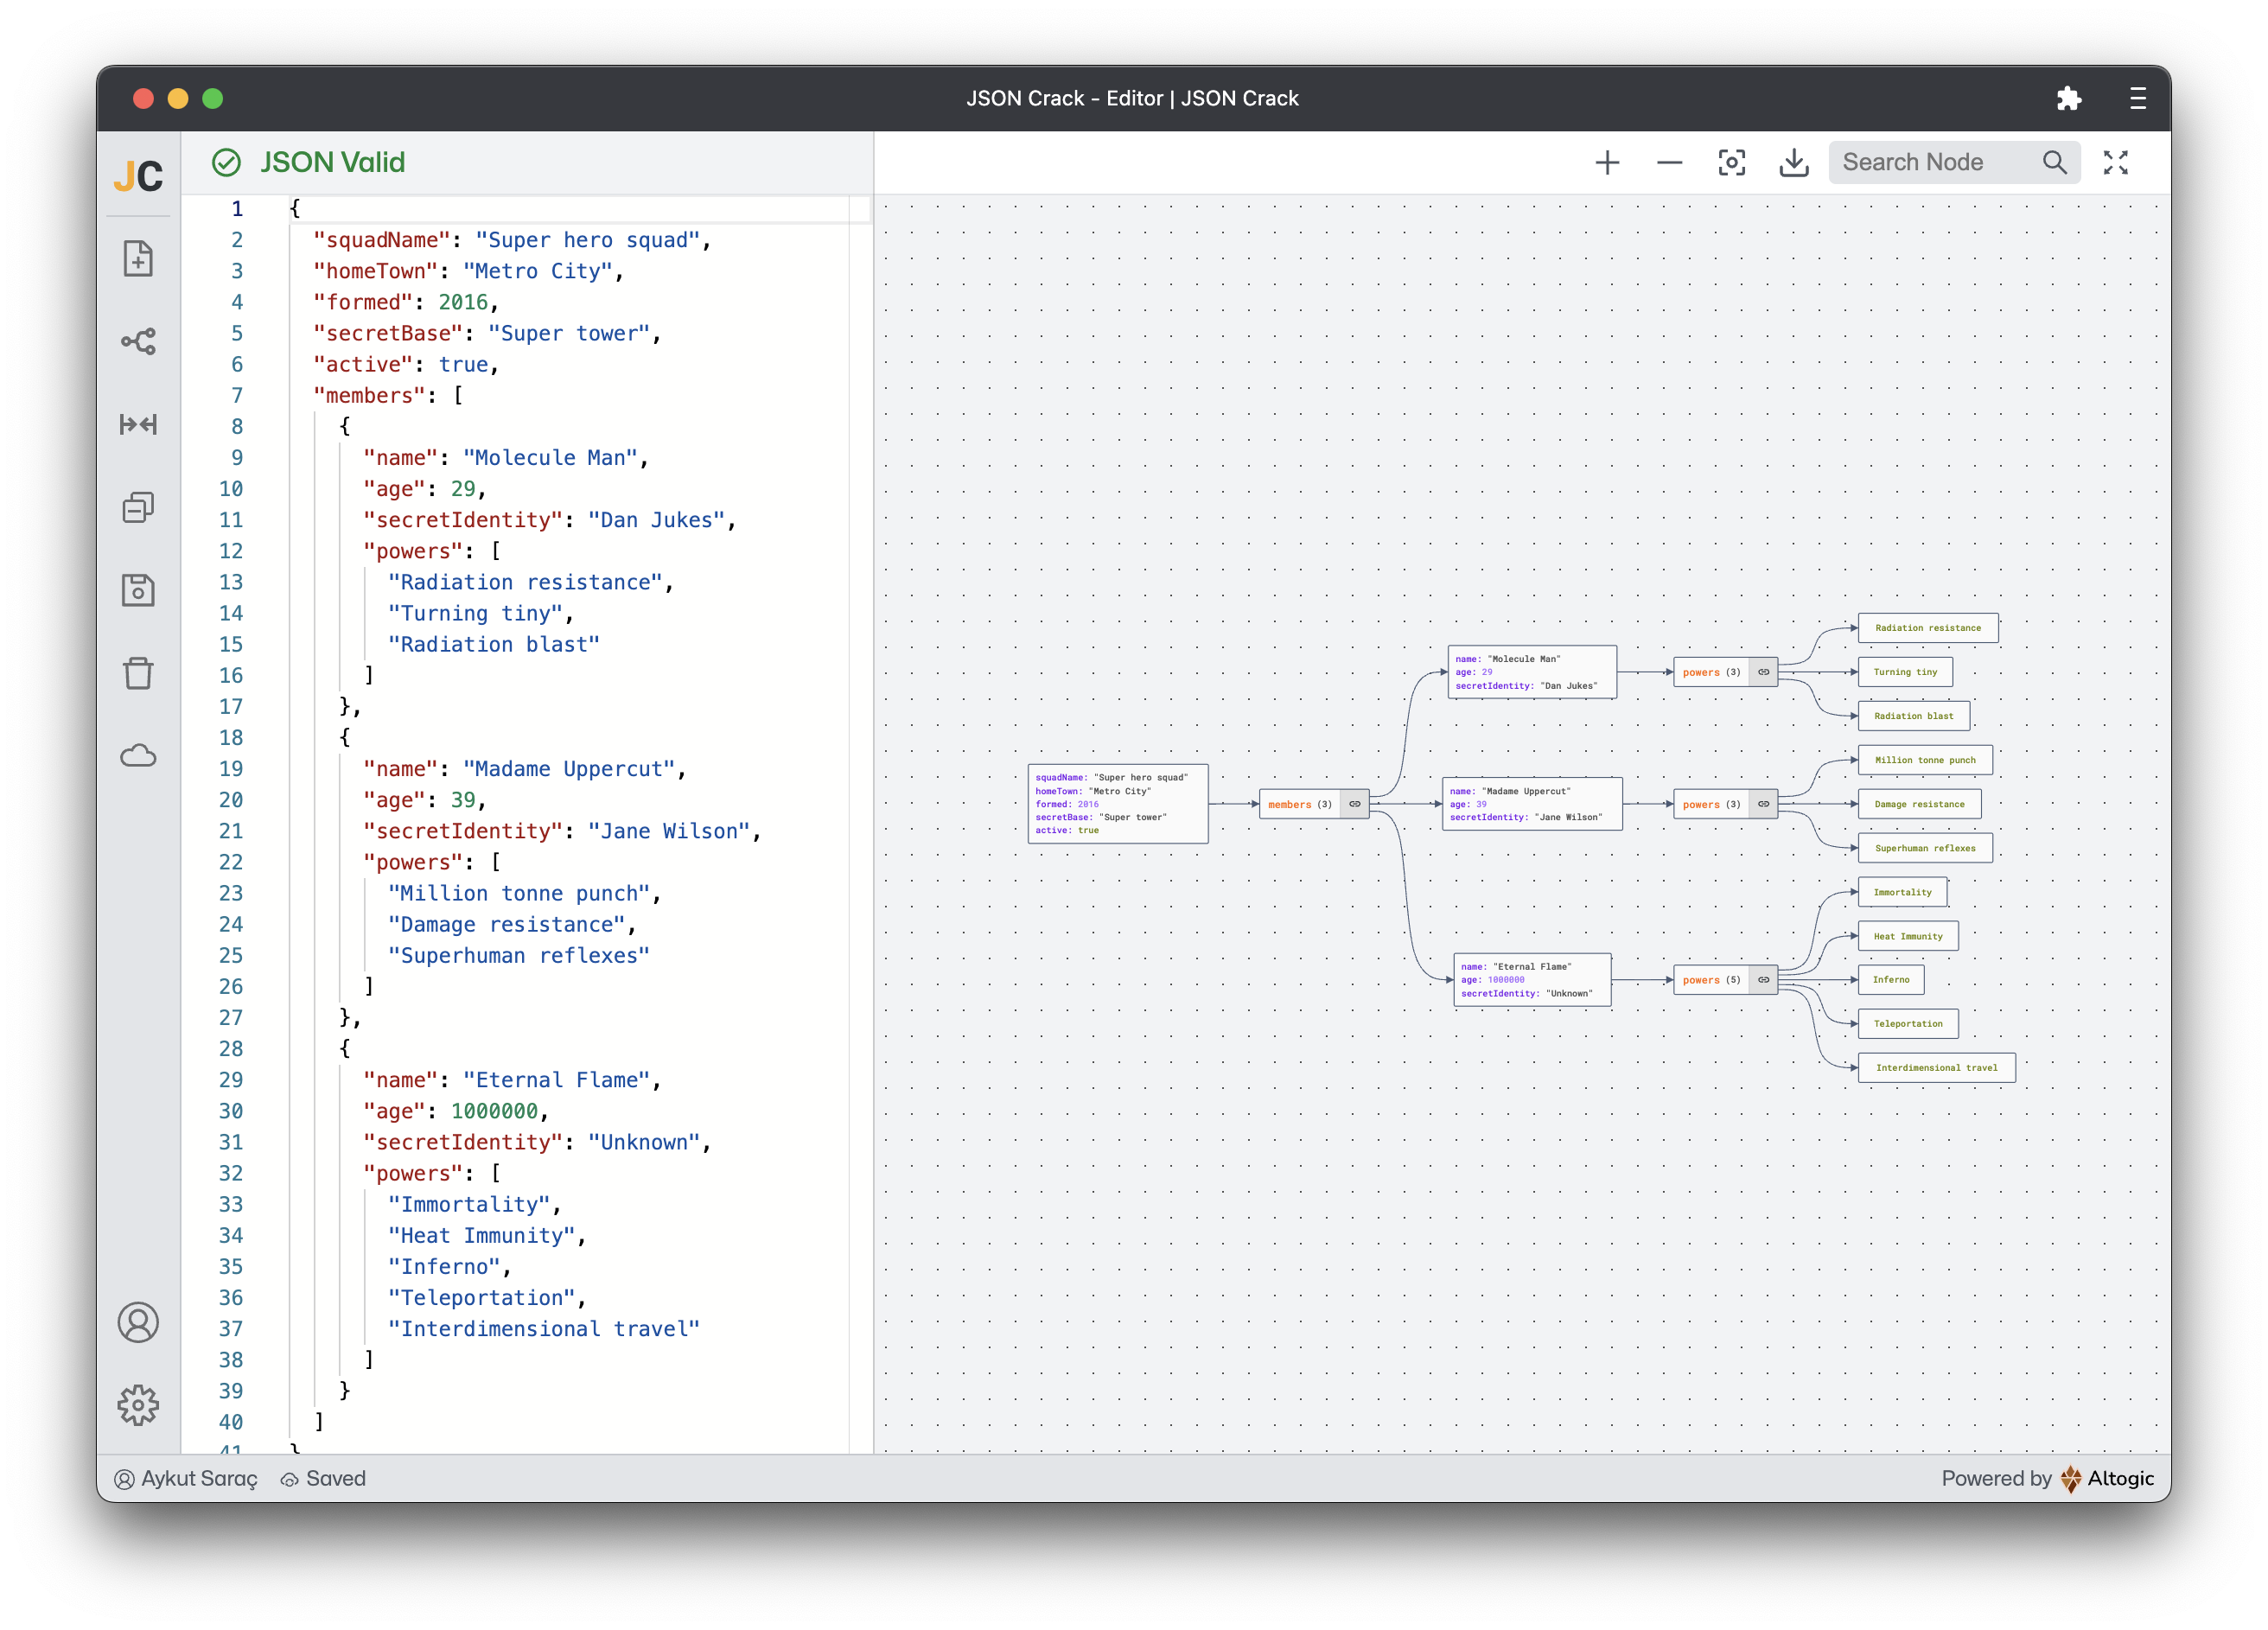 JSON Crack - Editor | JSON Crack
JC
JSON Valid
Search Node
1 {
2 "squadName": "Super hero squad",
3 "homeTown": "Metro City",
4 "formed": 2016,
5 "secretBase": "Super tower",
6 "active": true,
7 "members": [
8 {
9 "name": "Molecule Man",
10 "age": 29,
11 "secretIdentity": "Dan Jukes",
12 "powers": [
13 "Radiation resistance",
14 "Turning tiny",
15 "Radiation blast"
16 ]
17 },
18 {
19 "name": "Madame Uppercut",
20 "age": 39,
21 "secretIdentity": "Jane Wilson",
22 "powers": [
23 "Million tonne punch",
24 "Damage resistance",
25 "Superhuman reflexes"
26 ]
27 },
28 {
29 "name": "Eternal Flame",
30 "age": 1000000,
31 "secretIdentity": "Unknown",
32 "powers": [
33 "Immortality",
34 "Heat Immunity",
35 "Inferno",
36 "Teleportation",
37 "Interdimensional travel"
38 ]
39 }
40 ]
41 }
squadName: "Super hero squad"
homeTown: "Metro City"
formed: 2016
secretBase: "Super tower"
active: true
members (3)
name: "Molecule Man"
age: 29
secretIdentity: "Dan Jukes"
powers (3)
Radiation resistance
Turning tiny
Radiation blast
name: "Madame Uppercut"
age: 39
secretIdentity: "Jane Wilson"
powers (3)
Million tonne punch
Damage resistance
Superhuman reflexes
name: "Eternal Flame"
age: 1000000
secretIdentity: "Unknown"
powers (5)
Immortality
Heat Immunity
Inferno
Teleportation
Interdimensional travel
Aykut Saraç
Saved
Powered by Altogic